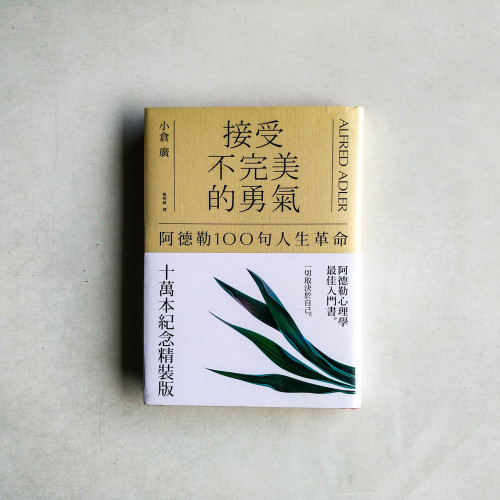 接受
不完美
的勇氣
ALFRED ADLER
小倉 廣
阿德勒100句人生革命
阿德勒心理學
最佳入門書。
一切取決於自己。
十萬本紀念精裝版